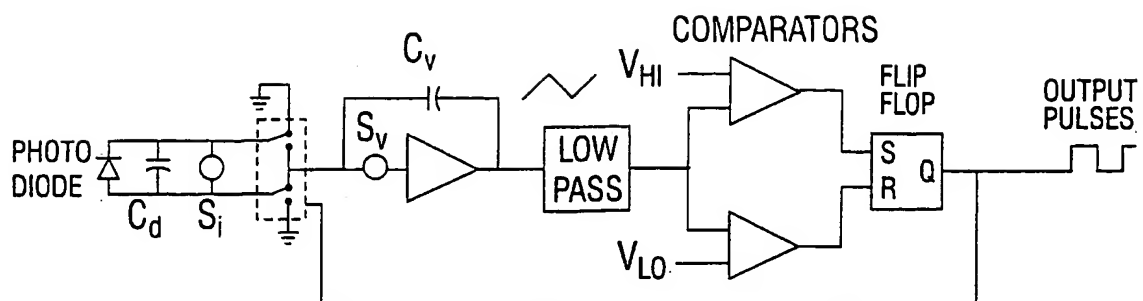 COMPARATORS
C_v
V_HI
FLIP
FLOP
OUTPUT
PULSES
PHOTO
DIODE
S_v
LOW
PASS
S
R
Q
C_d
S_i
V_LO